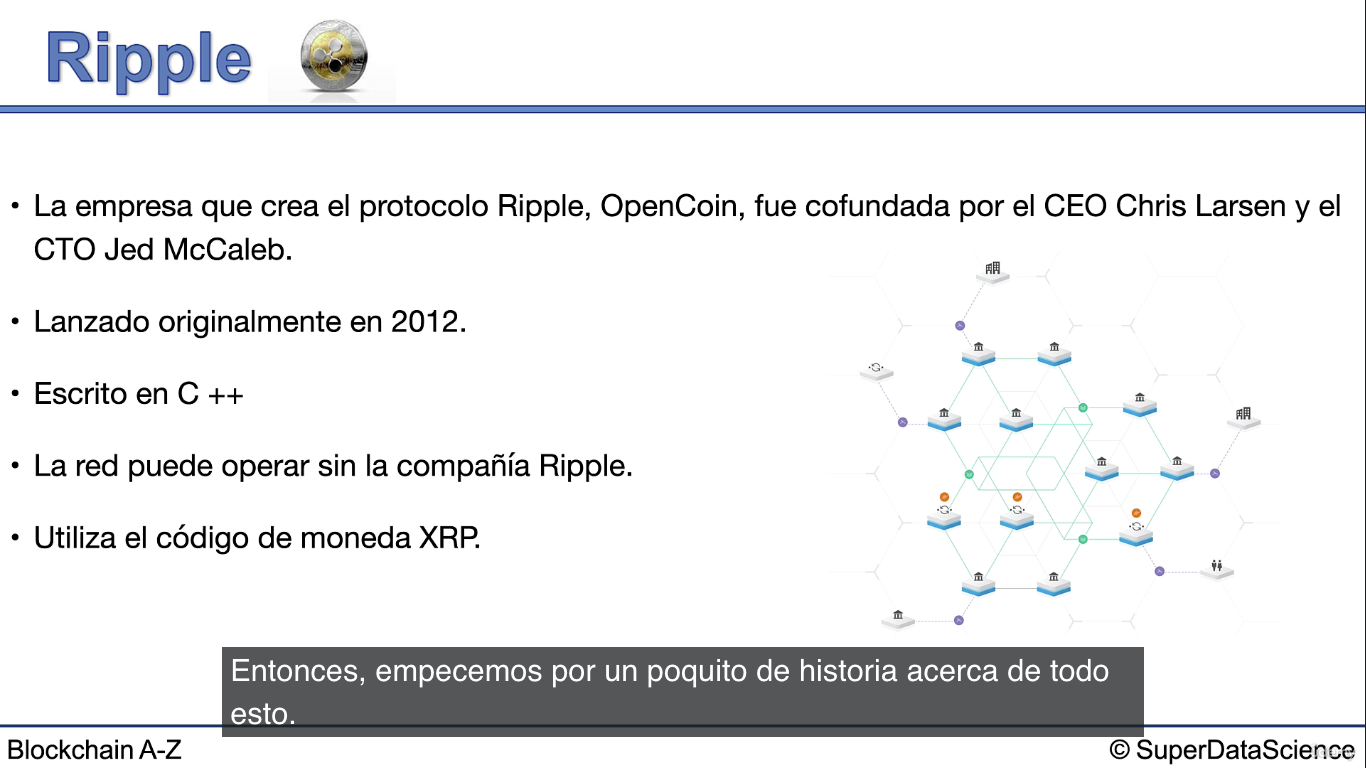 Ripple
• La empresa que crea el protocolo Ripple, OpenCoin, fue cofundada por el CEO Chris Larsen y el
CTO Jed McCaleb.
• Lanzado originalmente en 2012.
• Escrito en C ++
• La red puede operar sin la compañía Ripple.
• Utiliza el código de moneda XRP.
Entonces, empecemos por un poquito de historia acerca de todo
esto.
Blockchain A-Z
© SuperDataScience